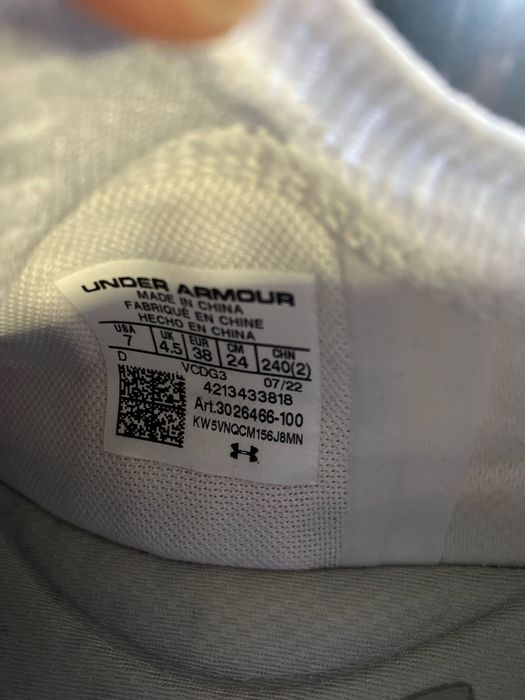 UNDER ARMOUR
MADE IN CHINA
FABRIQUÉ EN CHINE
HECHO EN CHINA
USA UK EUR CM CHN
7 4.5 38 24 240(2)
D VCDG3 07/22
4213433818
Art.3026466-100
KW5VNQCM156J8MN